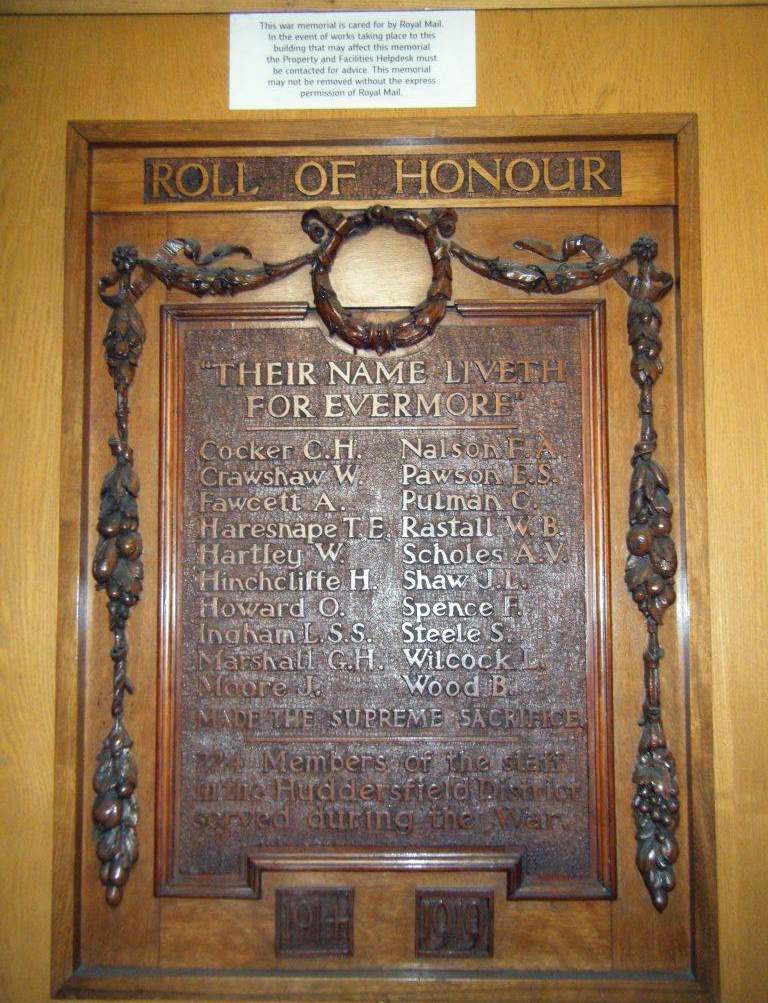 This war memorial is cared for by Royal Mail.
In the event of works taking place to this
building that may affect this memorial
the Property and Facilities Helpdesk must
be contacted for advice. This memorial
may not be removed without the express
permission of Royal Mail.
ROLL OF HONOUR
"THEIR NAME LIVETH
FOR EVERMORE"
Cocker C.H. Nalson F.A.
Crawshaw W. Pawson E.S.
Fawcett A. Pulman C.
Haresnape T.E. Rastall W.B.
Hartley W. Scholes A.V.
Hinchcliffe H. Shaw J.L.
Howard O. Spence F.
Ingham L.S.S. Steele S.
Marshall G.H. Wilcock L.
Moore J. Wood B.
MADE THE SUPREME SACRIFICE.
224 Members of the staff
in the Huddersfield District
served during the War.
1914 1919